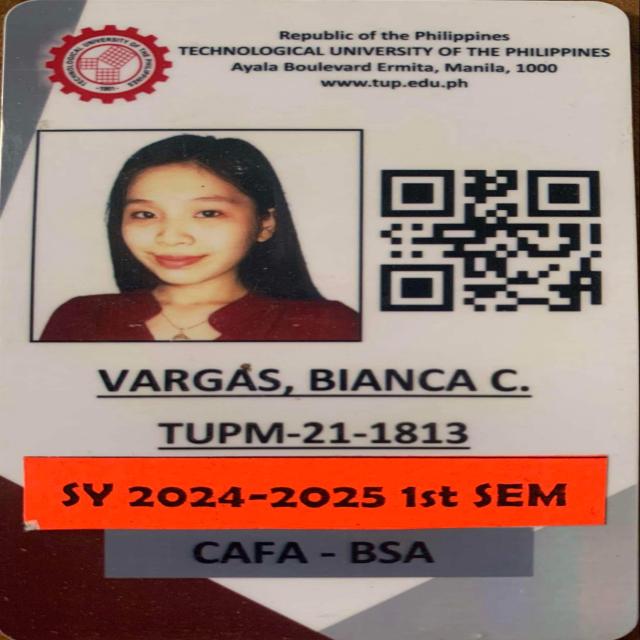 Republic of the Philippines
TECHNOLOGICAL UNIVERSITY OF THE PHILIPPINES
Ayala Boulevard Ermita, Manila, 1000
www.tup.edu.ph
TECHNOLOGICAL UNIVERSITY OF THE PHILIPPINES
-1901-
VARGAS, BIANCA C.
TUPM-21-1813
SY 2024-2025 1st SEM
CAFA - BSA